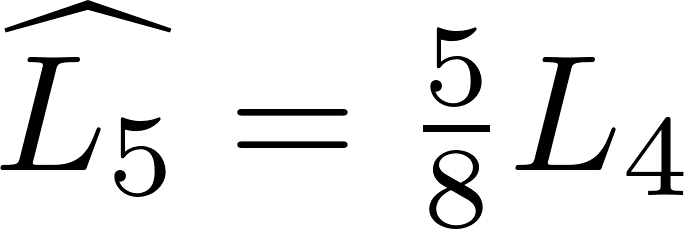 $\widehat{L_5} = \frac{5}{8} L_4$